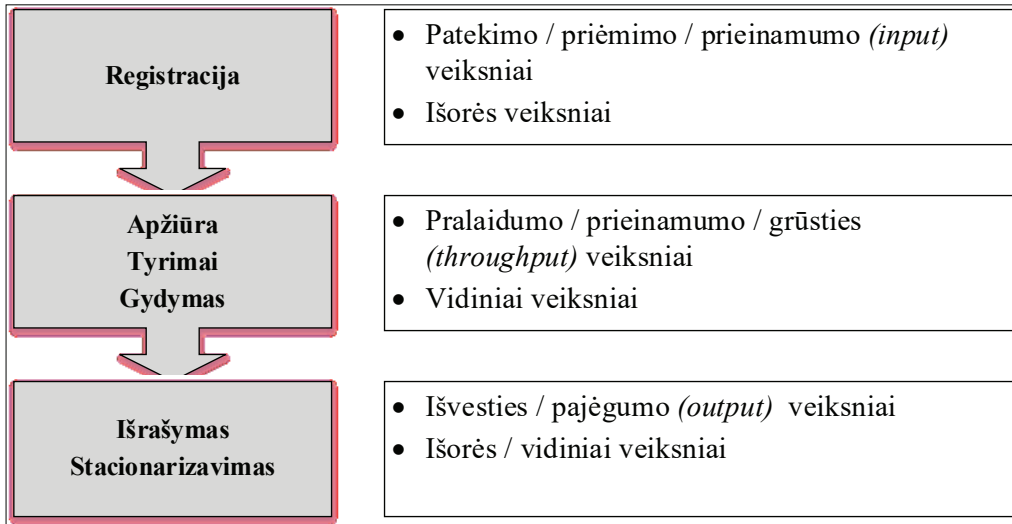 Registracija
• Patekimo / priėmimo / prieinamumo (input)
veiksniai
• Išorės veiksniai
Apžiūra
Tyrimai
Gydymas
• Pralaidumo / prieinamumo / grūsties
(throughput) veiksniai
• Vidiniai veiksniai
Išrašymas
Stacionarizavimas
• Išvesties / pajėgumo (output) veiksniai
• Išorės / vidiniai veiksniai